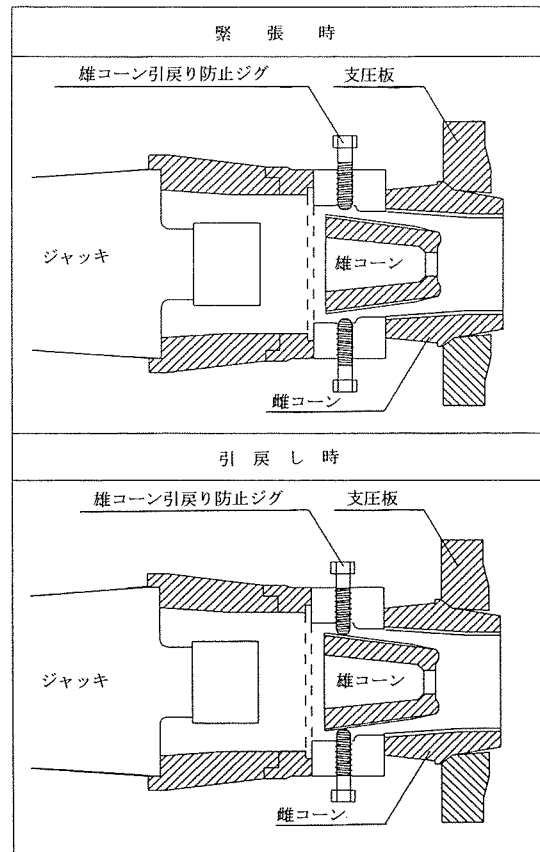 緊張時
雄コーン引戻り防止ジグ
支圧板
ジャッキ
雄コーン
雌コーン
引戻し時
雄コーン引戻り防止ジグ
支圧板
ジャッキ
雄コーン
雌コーン